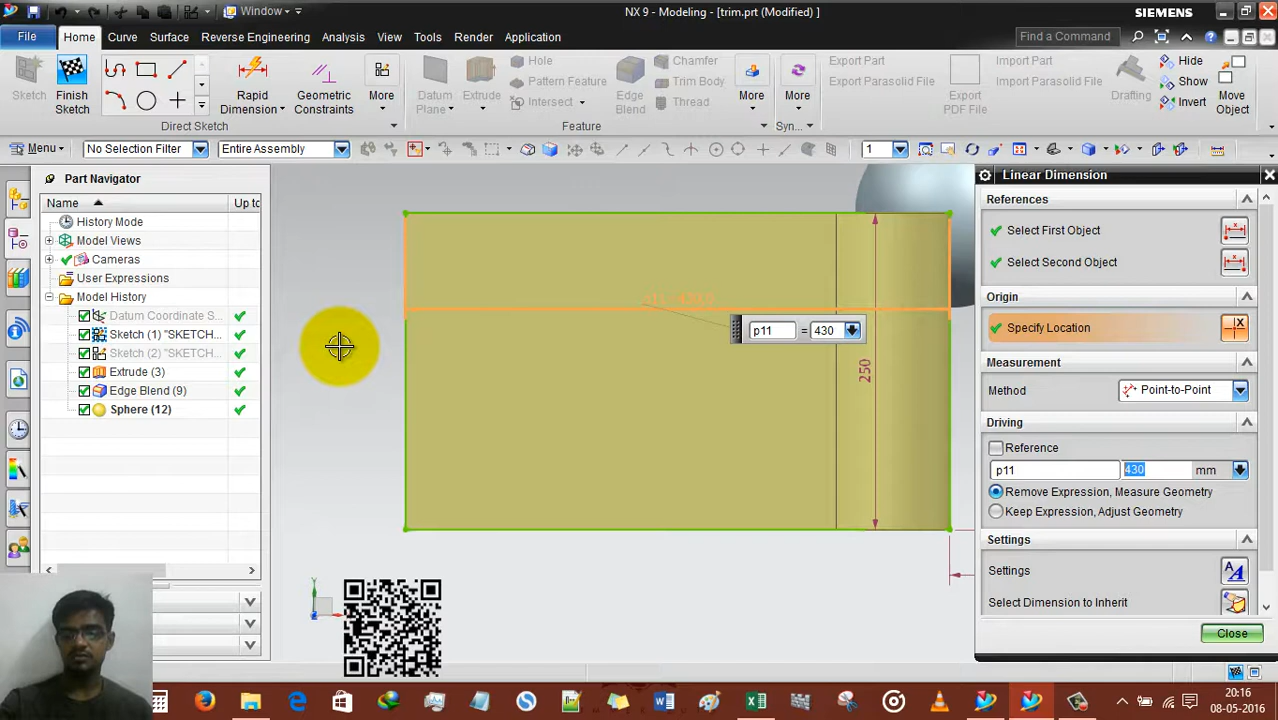 Window
NX 9 - Modeling - [trim.prt (Modified) ]
SIEMENS
File
Home
Curve
Surface
Reverse Engineering
Analysis
View
Tools
Render
Application
Find a Command
Sketch
Finish Sketch
Rapid Dimension
Geometric Constraints
More
Datum Plane
Extrude
Hole
Pattern Feature
Intersect
Edge Blend
Chamfer
Trim Body
Thread
More
More
Export Part
Export Parasolid File
Export PDF File
Import Part
Import Parasolid File
Drafting
Hide
Show
Invert
Move Object
Direct Sketch
Feature
Syn...
Menu
No Selection Filter
Entire Assembly
1
Part Navigator
Name
Up to
History Mode
Model Views
Cameras
User Expressions
Model History
Datum Coordinate S...
Sketch (1) "SKETCH...
Sketch (2) "SKETCH...
Extrude (3)
Edge Blend (9)
Sphere (12)
p11 = 430
250
Linear Dimension
References
Select First Object
Select Second Object
Origin
Specify Location
Measurement
Method
Point-to-Point
Driving
Reference
p11
430
mm
Remove Expression, Measure Geometry
Keep Expression, Adjust Geometry
Settings
Settings
Select Dimension to Inherit
Close
20:16
08-05-2016